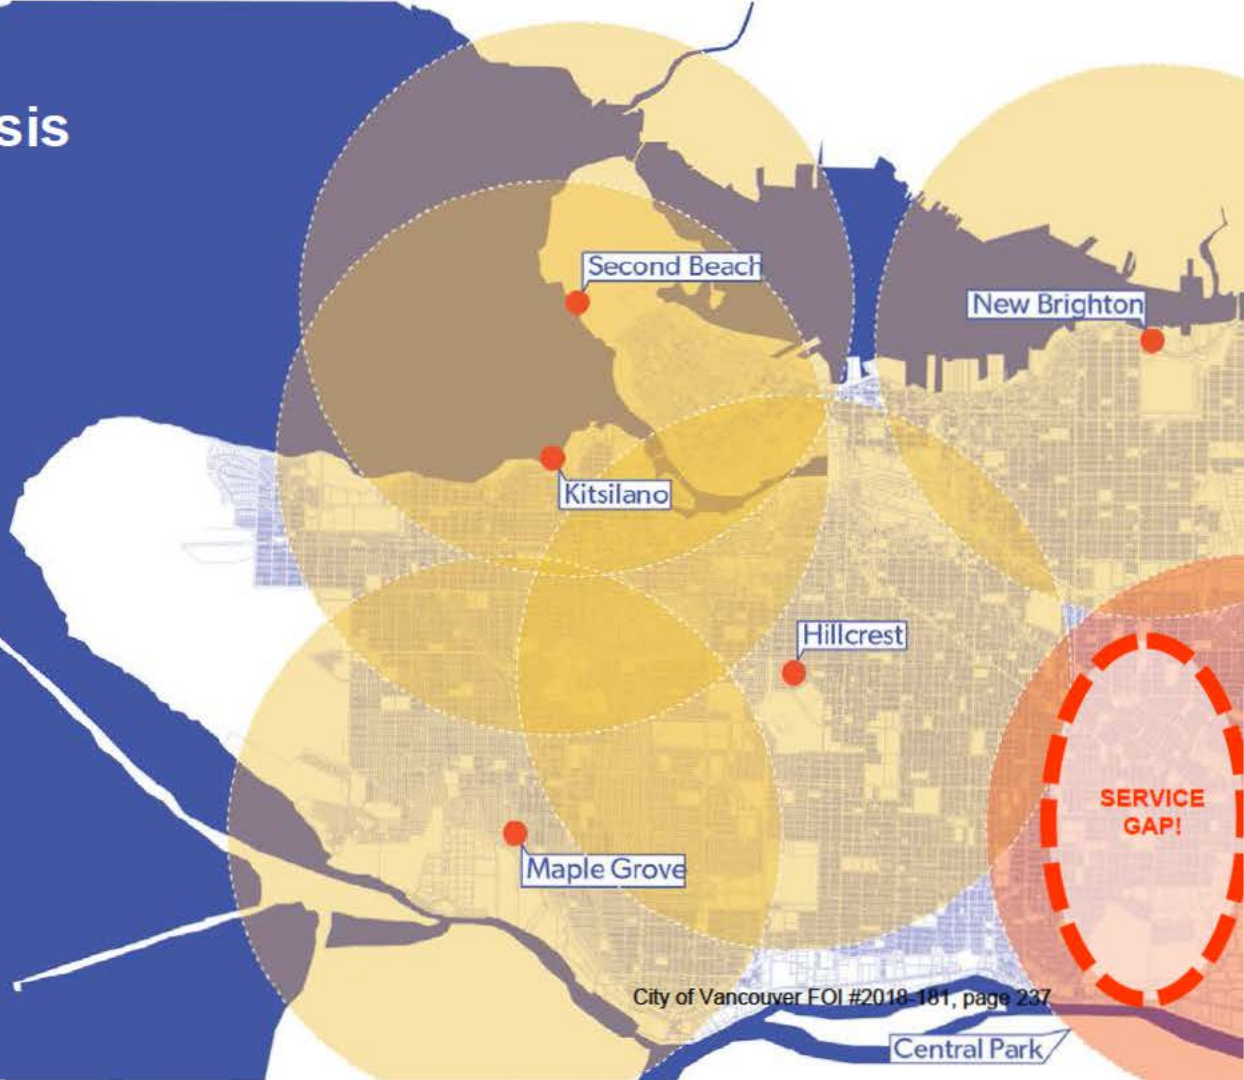 sis
Second Beach
New Brighton
Kitsilano
Hillcrest
SERVICE
GAP!
Maple Grove
City of Vancouver FOI #2018-181, page 237
Central Park